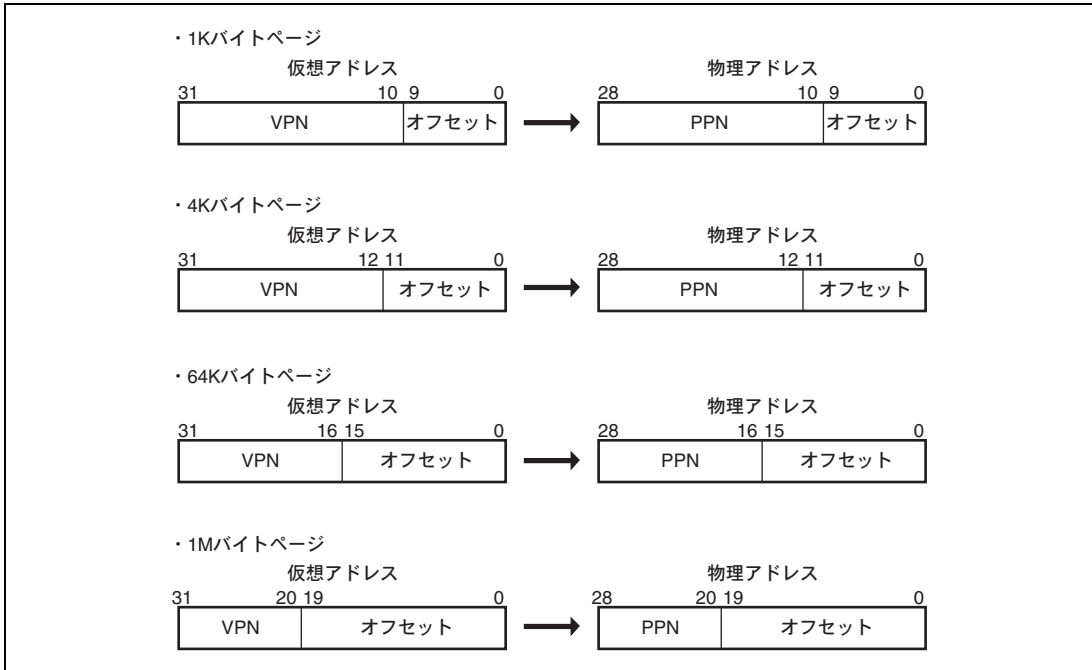 ・1Kバイトページ
仮想アドレス 物理アドレス
31 10 9 0 28 10 9 0
VPN オフセット PPN オフセット
・4Kバイトページ
仮想アドレス 物理アドレス
31 12 11 0 28 12 11 0
VPN オフセット PPN オフセット
・64Kバイトページ
仮想アドレス 物理アドレス
31 16 15 0 28 16 15 0
VPN オフセット PPN オフセット
・1Mバイトページ
仮想アドレス 物理アドレス
31 20 19 0 28 20 19 0
VPN オフセット PPN オフセット